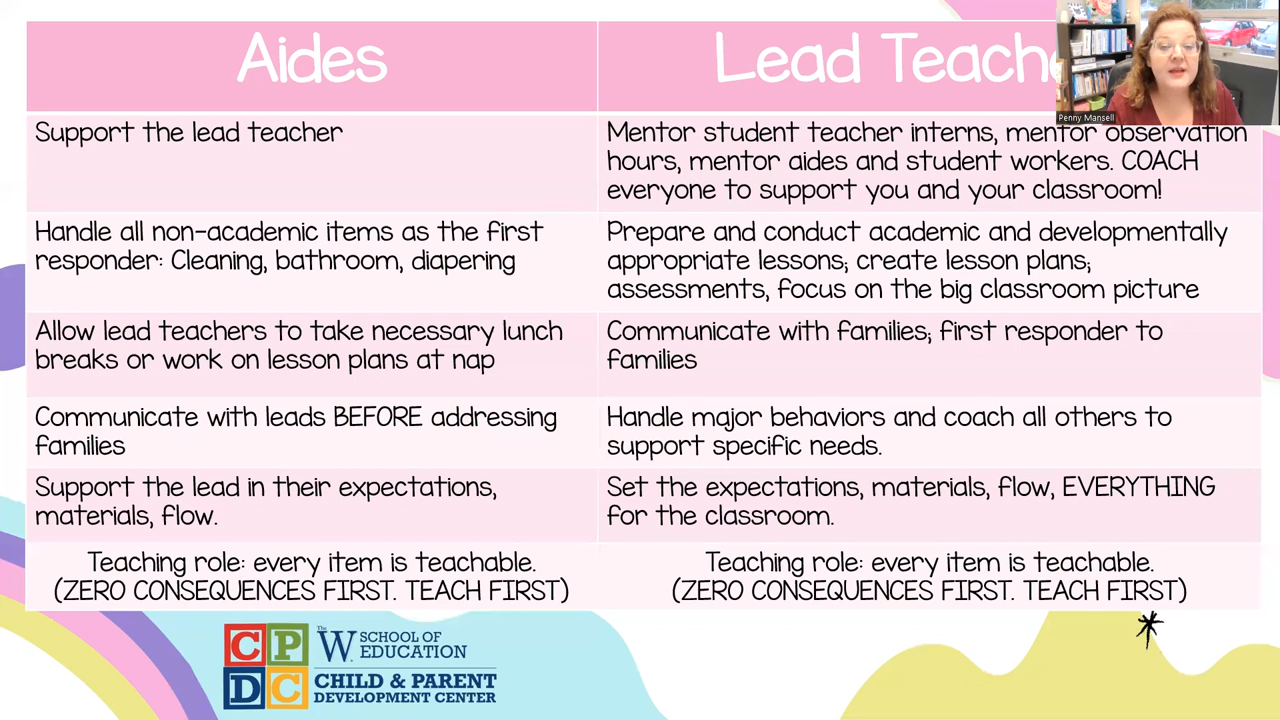 Aides
Lead Teach
Penny Mansell
Support the lead teacher
Mentor student teacher interns, mentor observation
hours, mentor aides and student workers. COACH
everyone to support you and your classroom!
Handle all non-academic items as the first
responder: Cleaning, bathroom, diapering
Prepare and conduct academic and developmentally
appropriate lessons; create lesson plans;
assessments, focus on the big classroom picture
Allow lead teachers to take necessary lunch
breaks or work on lesson plans at nap
Communicate with families; first responder to
families
Communicate with leads BEFORE addressing
families
Handle major behaviors and coach all others to
support specific needs.
Support the lead in their expectations,
materials, flow.
Set the expectations, materials, flow, EVERYTHING
for the classroom.
Teaching role: every item is teachable.
(ZERO CONSEQUENCES FIRST. TEACH FIRST)
Teaching role: every item is teachable.
(ZERO CONSEQUENCES FIRST. TEACH FIRST)
CP
DC
The W. SCHOOL OF
EDUCATION
CHILD & PARENT
DEVELOPMENT CENTER